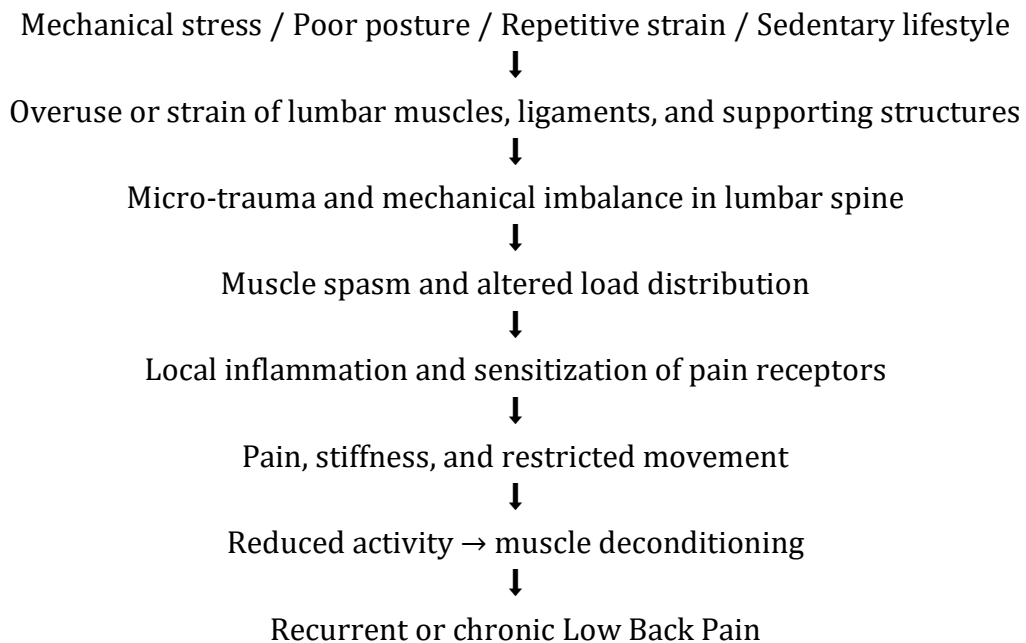 Mechanical stress / Poor posture / Repetitive strain / Sedentary lifestyle
⬇
Overuse or strain of lumbar muscles, ligaments, and supporting structures
⬇
Micro-trauma and mechanical imbalance in lumbar spine
⬇
Muscle spasm and altered load distribution
⬇
Local inflammation and sensitization of pain receptors
⬇
Pain, stiffness, and restricted movement
⬇
Reduced activity → muscle deconditioning
⬇
Recurrent or chronic Low Back Pain